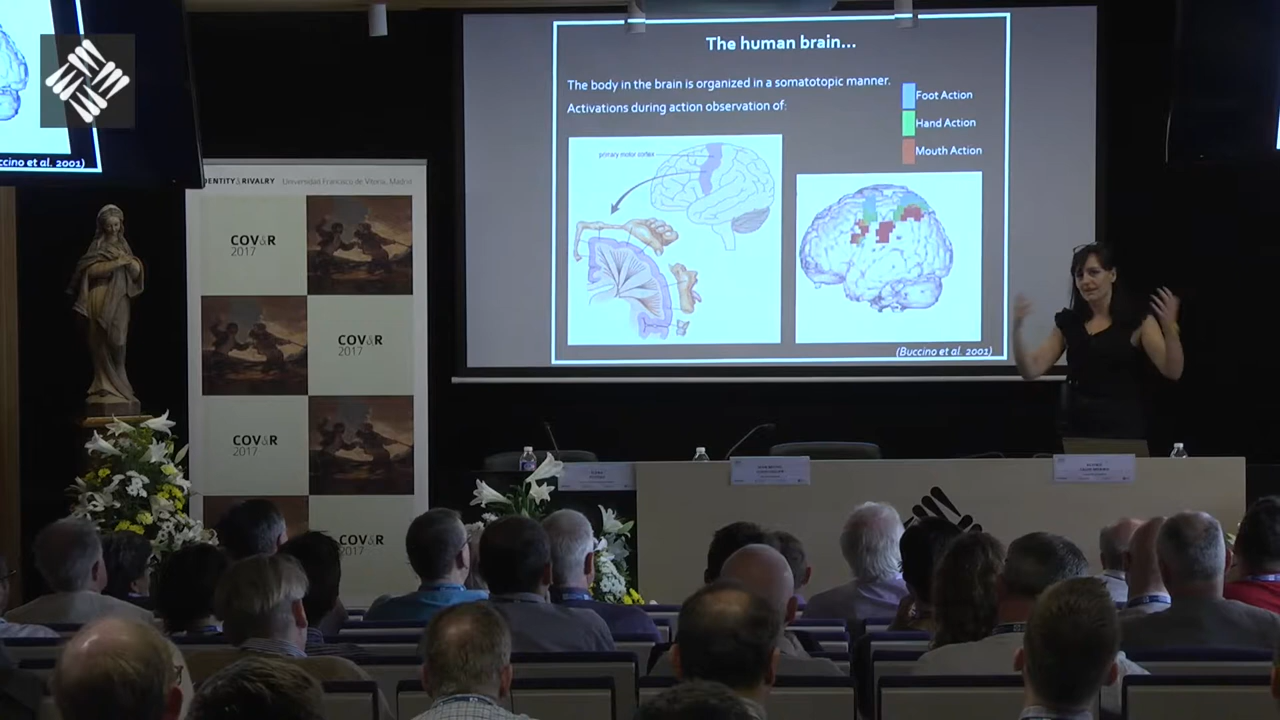 ccino et al. 2001)
The human brain...
The body in the brain is organized in a somatotopic manner.
Activations during action observation of:
Foot Action
Hand Action
Mouth Action
primary motor cortex
(Buccino et al. 2001)
DENTITY&RIVALRY Universidad Francisco de Vitoria, Madrid
COV&R
2017
COV&R
2017
COV&R
2017
COV&R
2017